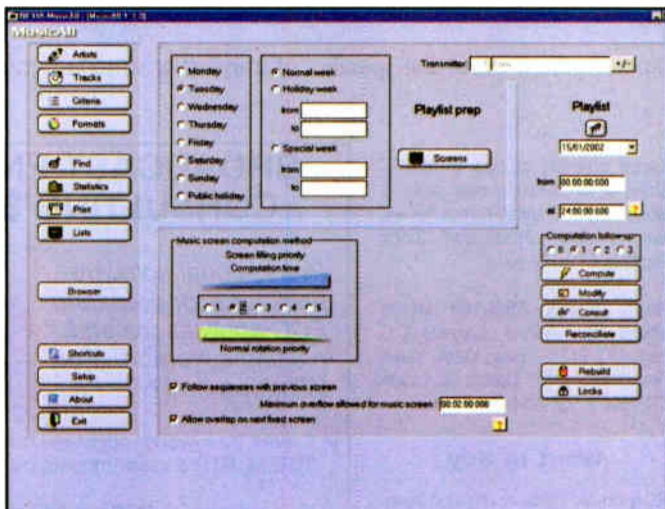 MusicAll
Artists
Tracks
Criteria
Formats
Find
Statistics
Print
Lists
Browser
Shortcuts
Setup
About
Exit
Monday
Tuesday
Wednesday
Thursday
Friday
Saturday
Sunday
Public holiday
Normal week
Holiday week
from
to
Special week
from
to
Transmitter
+/-
Playlist prep
Screens
Playlist
15/01/2002
from 00:00:00:000
at 24:00:00:000
Music screen computation method
Screen filling priority
Computation time
1 2 3 4 5
Normal rotation priority
Follow sequences with previous screen
Minimum overflow allowed for music screen 00:02:00:000
Allow overlap on next fixed screen
Computation followup
0 1 2 3
Compute
Modify
Consult
Reconciliate
Rebuild
Locks